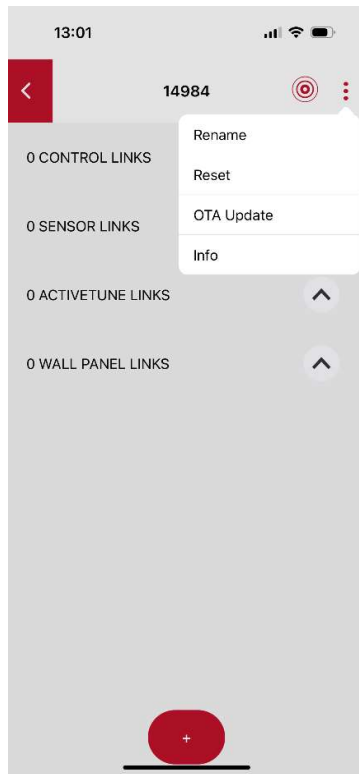 13:01
14984
Rename
0 CONTROL LINKS
Reset
OTA Update
0 SENSOR LINKS
Info
0 ACTIVETUNE LINKS
0 WALL PANEL LINKS
+